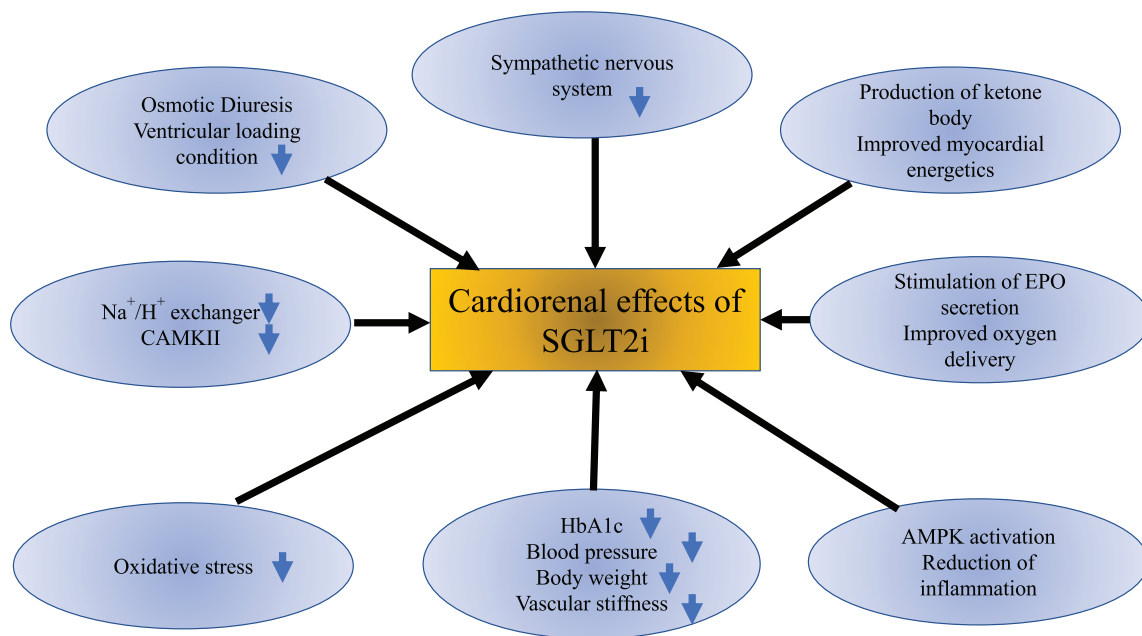 Sympathetic nervous
system
Osmotic Diuresis
Ventricular loading
condition
Production of ketone
body
Improved myocardial
energetics
Cardiorenal effects of
SGLT2i
Na⁺/H⁺ exchanger
CAMKII
Stimulation of EPO
secretion
Improved oxygen
delivery
Oxidative stress
HbA1c
Blood pressure
Body weight
Vascular stiffness
AMPK activation
Reduction of
inflammation